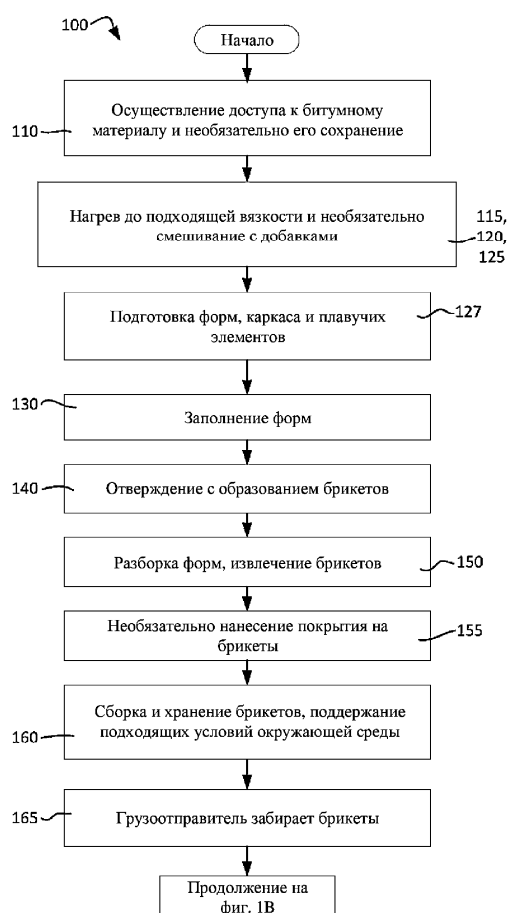 100
Начало
Осуществление доступа к битумному
материалу и необязательно его сохранение
110
Нагрев до подходящей вязкости и необязательно
смешивание с добавками
115,
120,
125
Подготовка форм, каркаса и плавучих
элементов
127
130
Заполнение форм
140
Отверждение с образованием брикетов
Разборка форм, извлечение брикетов
150
Необязательно нанесение покрытия на
брикеты
155
Сборка и хранение брикетов, поддержание
подходящих условий окружающей среды
160
165
Грузоотправитель забирает брикеты
Продолжение на
фиг. 1B